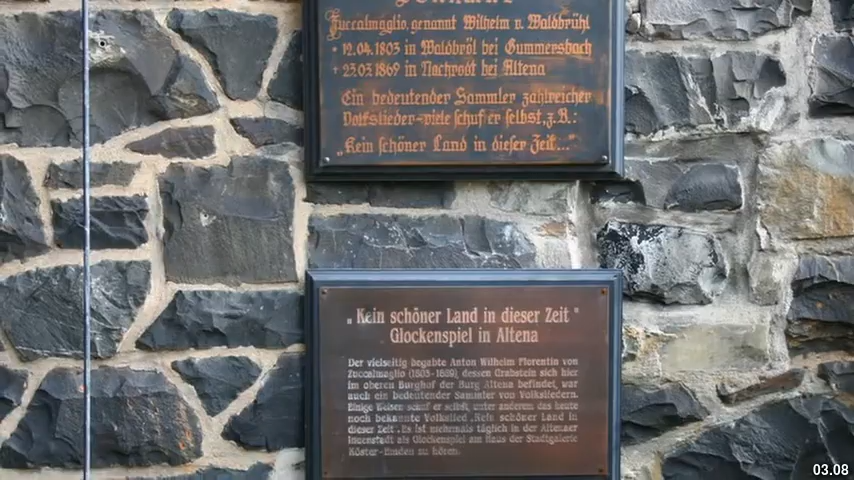 Zuccalmaglio, genannt Wilhelm v. Waldbrühl
* 12.04.1803 in Waldbröl bei Gummersbach
+ 23.03.1869 in Nachrodt bei Altena
Ein bedeutender Sammler zahlreicher
Volkslieder-viele schuf er selbst, z.B.:
„Kein schöner Land in dieser Zeit..."
„Kein schöner Land in dieser Zeit"
Glockenspiel in Altena
Der vielseitig begabte Anton Wilhelm Florentin von
Zuccalmaglio (1803-1869), dessen Grabstein sich hier
im oberen Burghof der Burg Altena befindet, war
auch ein bedeutender Sammler von Volksliedern.
Einige Weisen schuf er selbst, unter anderem das heute
noch bekannte Volkslied „Kein schöner Land in
dieser Zeit". Es ist mehrmals täglich in der Altenaer
Innenstadt als Glockenspiel am Haus der Stadtgalerie
Köster-Emden zu hören.
03.08